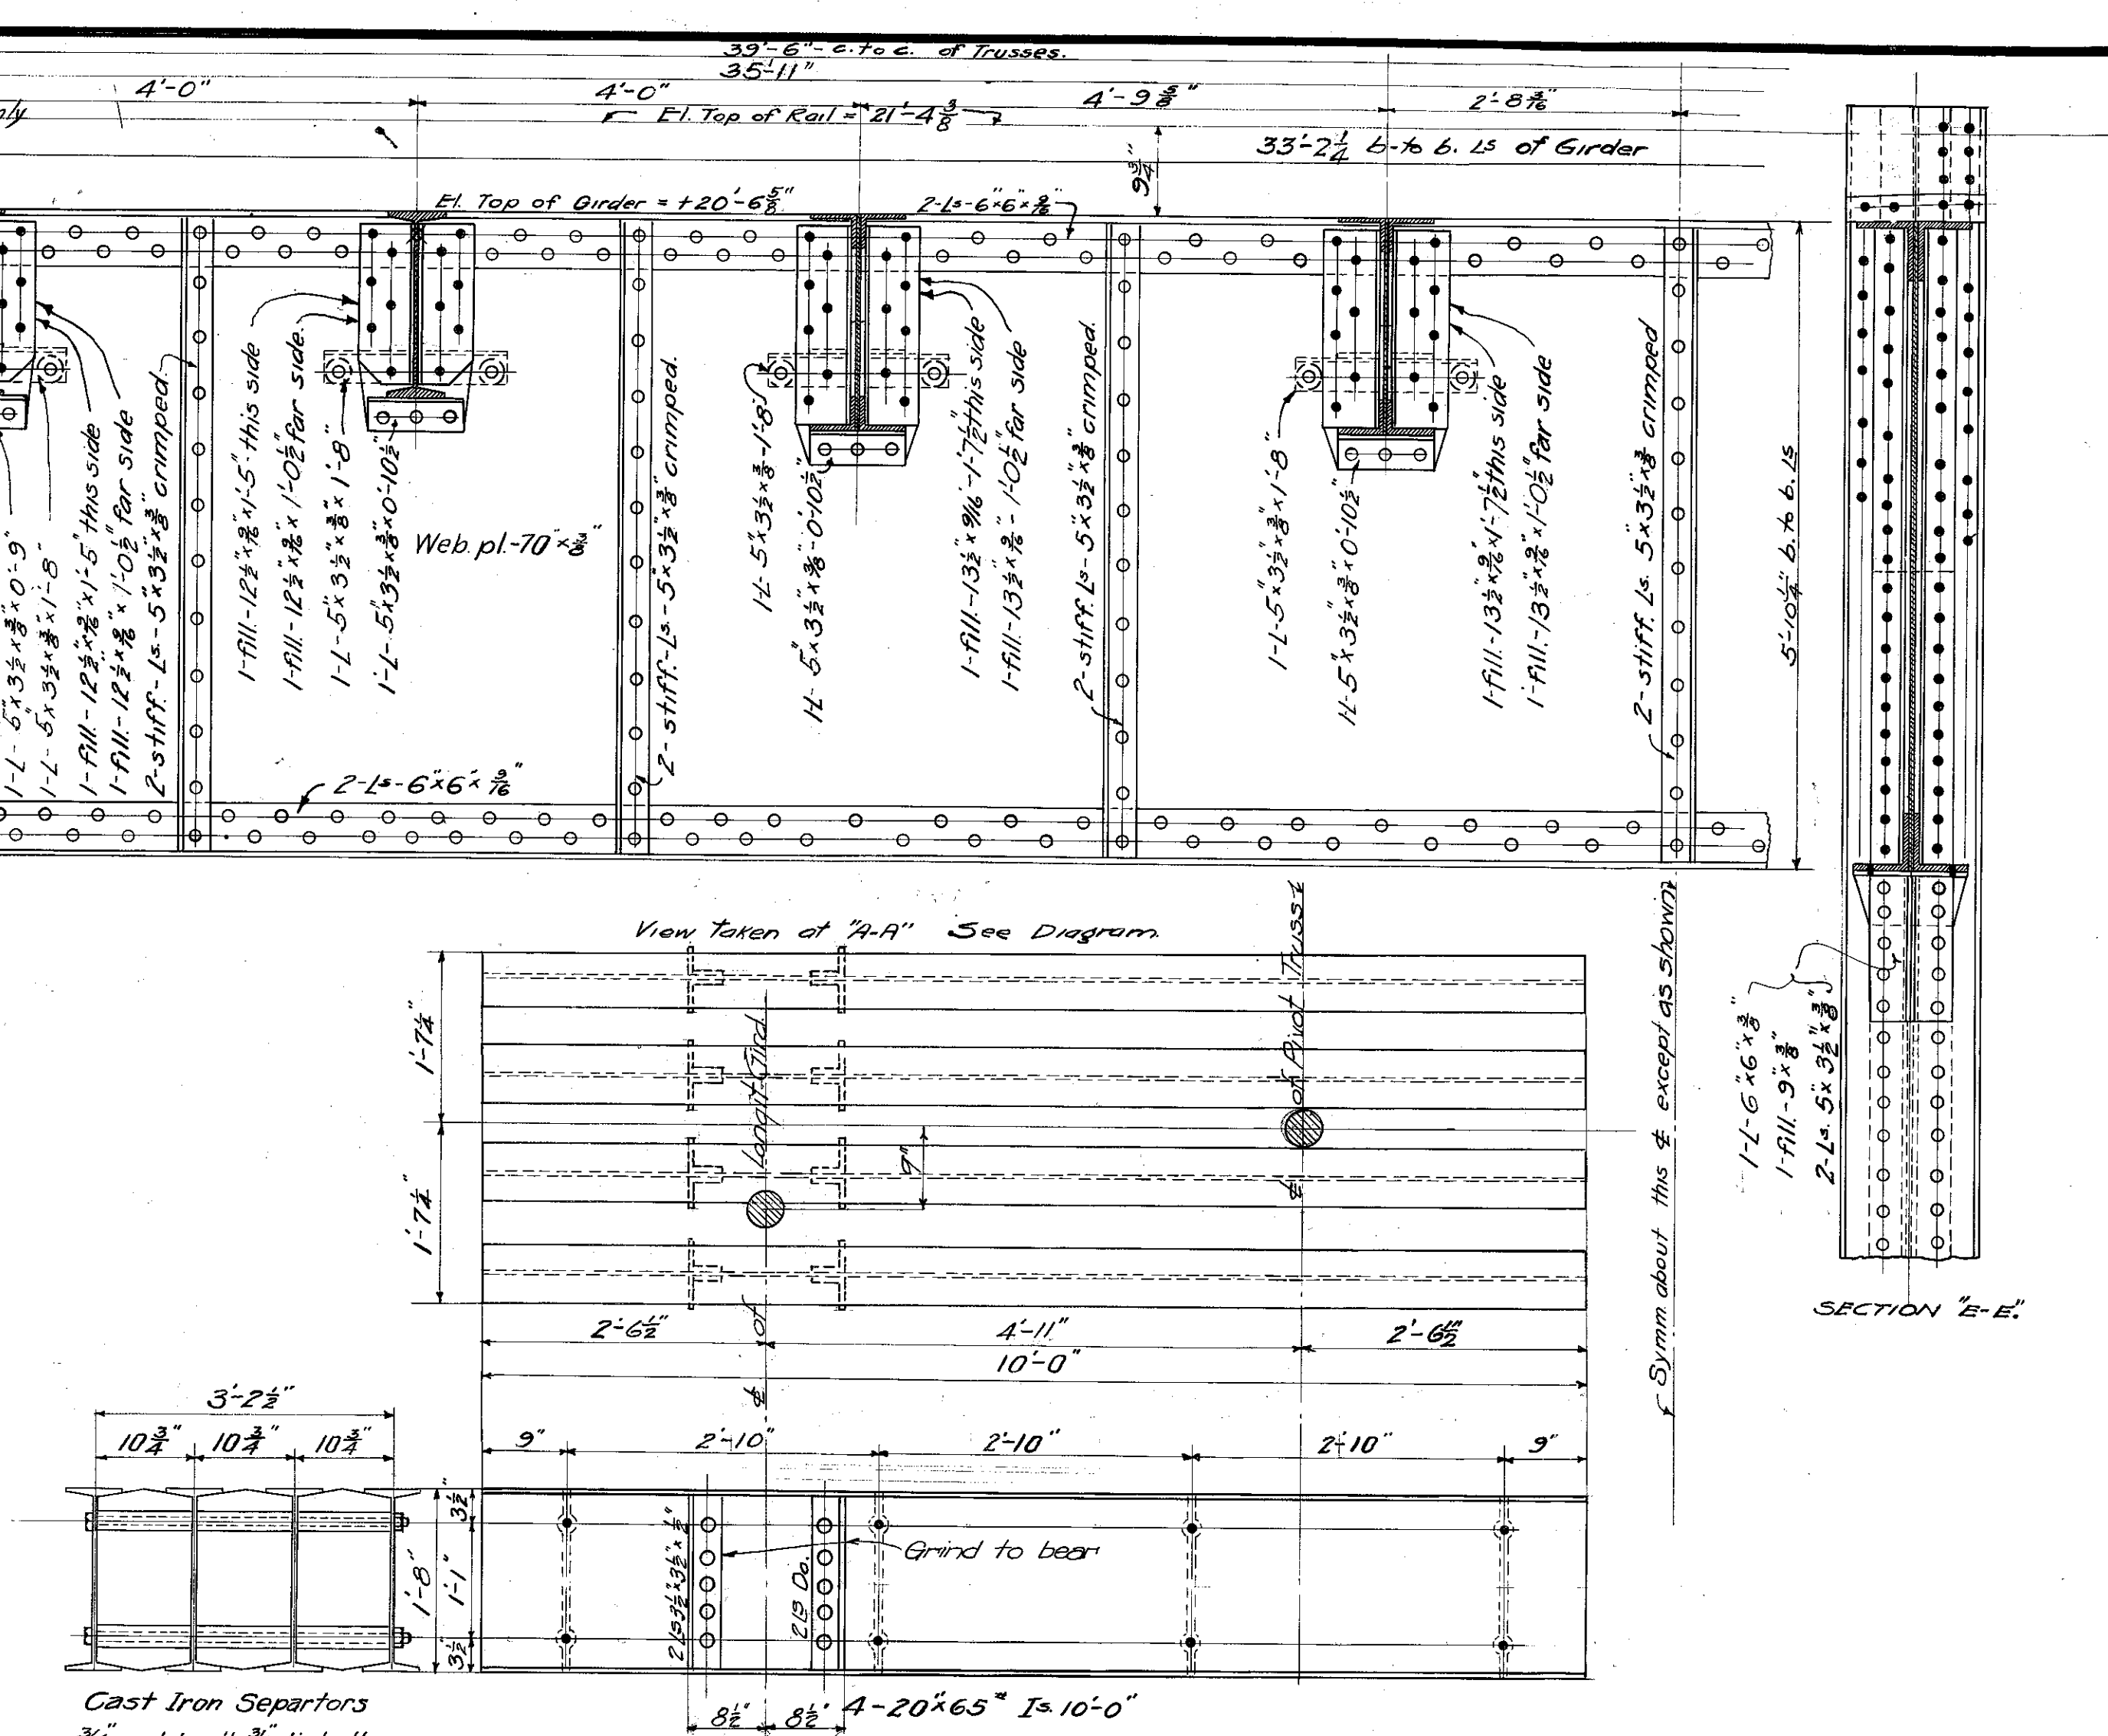 39'-6"- c. to c. of Trusses.
35'-11"
4'-0"
4'-0"
4'-9 5/8"
2'-8 3/16"
El. Top of Rail = 21'-4 3/8
33'-2 1/4 b-to b. Ls of Girder
9 3/4"
El. Top of Girder = +20'-6 5/8"
2-Ls-6"x6"x 9/16
1-L- 5"x3 1/2"x 3/8"x 0'-9"
1-L- 5x3 1/2"x 3/8"x 1'-8"
1-fill.-12 1/2"x 9/16"x1'-5" this side
1-fill.-12 1/2"x 9/16"x 1'-0 1/2" far side
2-stiff.-Ls.-5"x3 1/2"x 3/8" crimped.
1-fill.-12 1/2"x 9/16"x1'-5" this side
1-fill.-12 1/2"x 9/16"x 1'-0 1/2" far side.
1-L-5"x3 1/2"x 3/8"x 1'-8"
1-L-5"x3 1/2"x 3/8"x0'-10 1/2"
Web. pl.-70"x 3/8"
2-Ls-6"x6"x 9/16"
2-stiff.-Ls.-5"x3 1/2"x 3/8" crimped.
1-L-5"x3 1/2"x 3/8-1'-8"
1-L- 5"x3 1/2"x 3/8-0'-10 1/2"
1-fill.-13 1/2"x 9/16-1'-7 1/2" this side
1-fill.-13 1/2"x 9/16"- 1'-0 1/2" far side
2-stiff. Ls-5"x3 1/2"x 3/8" crimped.
1-L-5"x3 1/2"x 3/8"x1'-8"
1-L-5"x3 1/2"x 3/8"x0'-10 1/2"
1-fill.-13 1/2"x 9/16"x1'-7 1/2" this side
1-fill.-13 1/2"x 9/16"x1'-0 1/2" far side
2-stiff. Ls. 5"x3 1/2"x 3/8 crimped
5'-10 1/4" b. to b. Ls
View taken at "A-A" See Diagram.
1'-7 1/4"
1'-7 1/4"
℄ of Longit. Gird.
9"
℄ of Pivot Truss
Symm. about this ℄ except as shown
1-L-6"x6"x 3/8"
1-fill.-9"x 3/8"
2-Ls. 5"x3 1/2"x 3/8"
SECTION "E-E".
2'-6 1/2"
4'-11"
2'-6 1/2"
10'-0"
3'-2 1/2"
10 3/4"
10 3/4"
10 3/4"
9"
2'-10"
2'-10"
2'-10"
9"
3 1/2"
1'-8"
1'-1"
3 1/2"
2 Ls 3 1/2"x3 1/2"x 1/2"
2 Ls Do.
Grind to bear
Cast Iron Separtors
8 1/2"
8 1/2"
4-20"x65# Is. 10'-0"